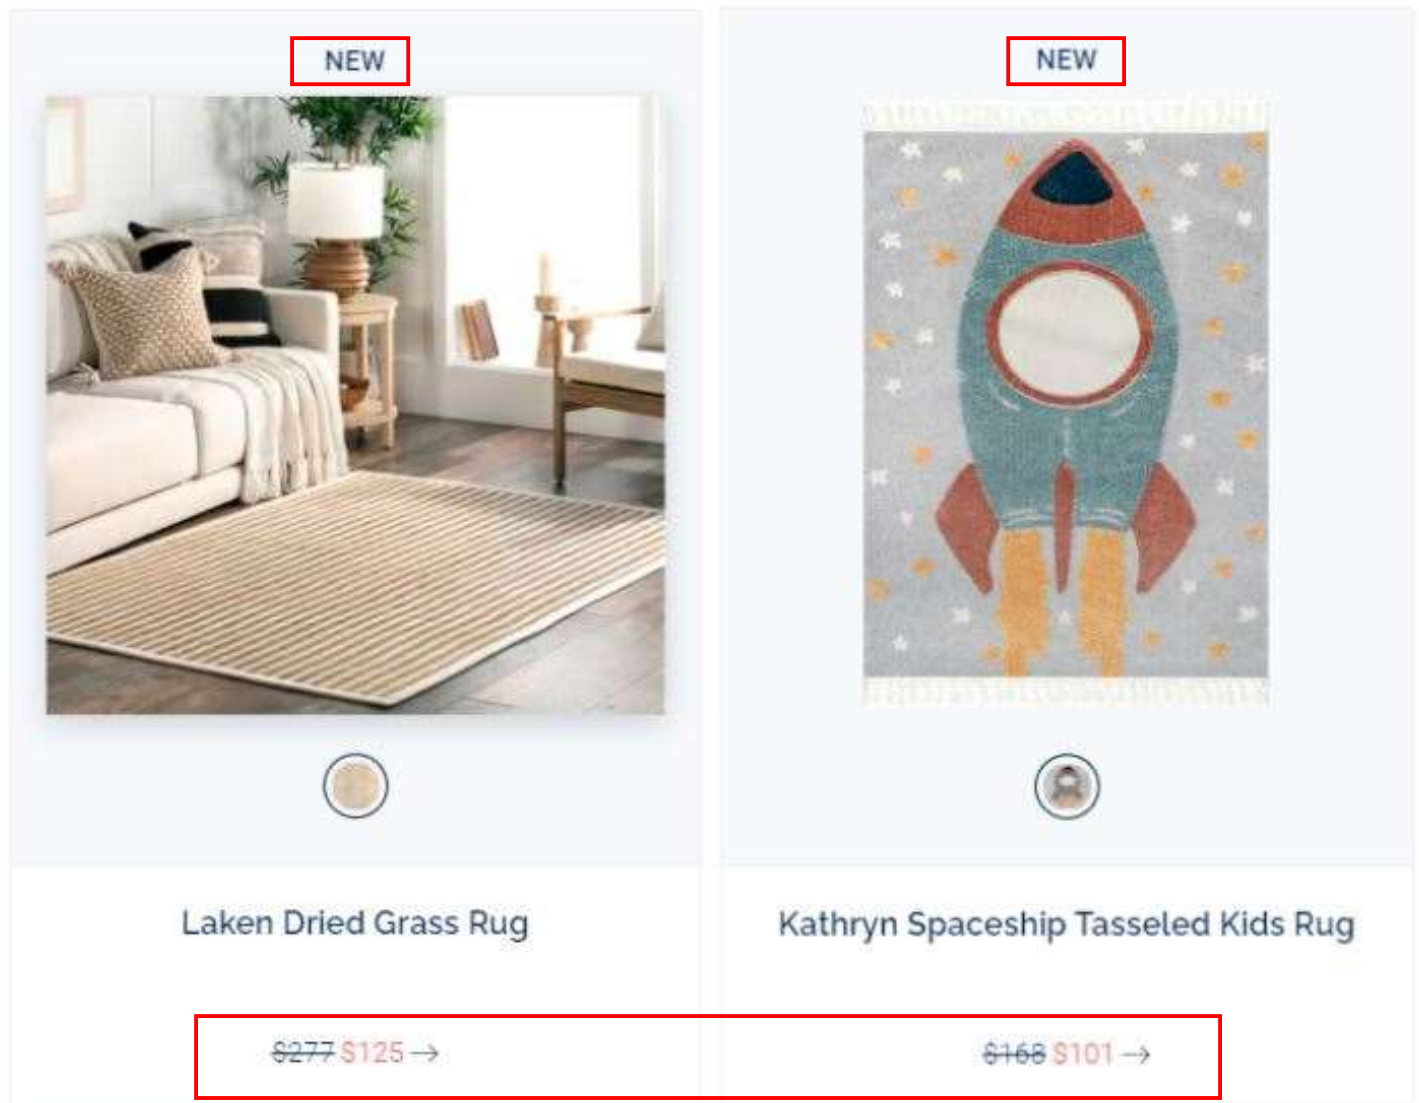 NEW
NEW
Laken Dried Grass Rug
Kathryn Spaceship Tasseled Kids Rug
$277 $125 →
$168 $101 →